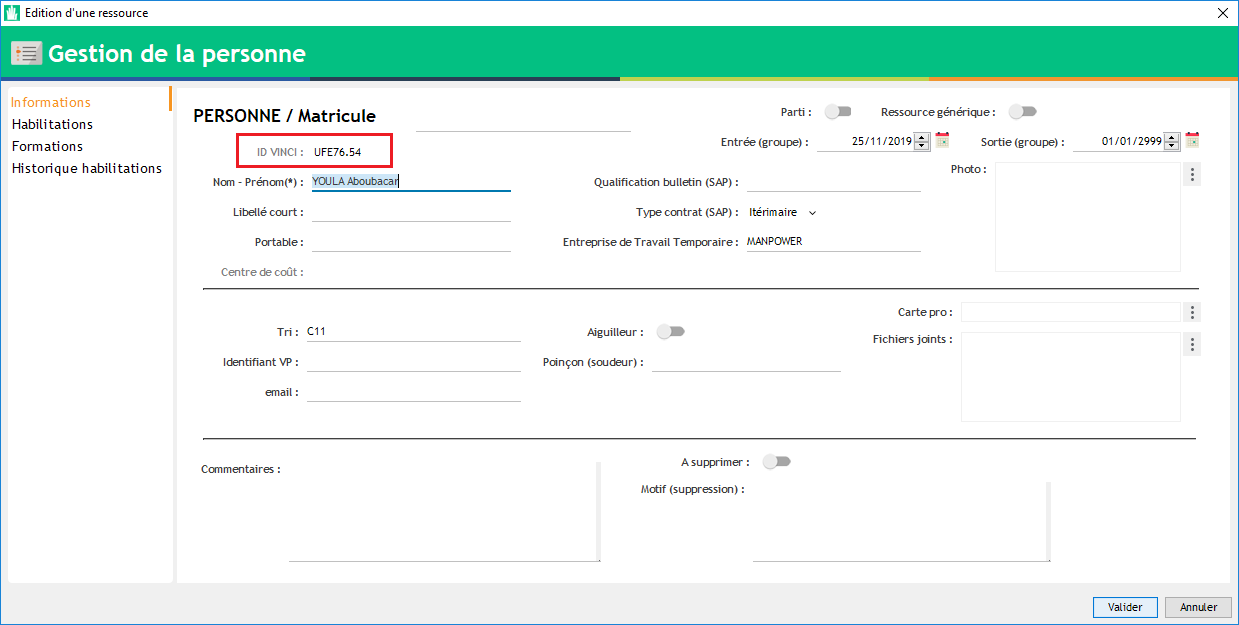 Edition d'une ressource
Gestion de la personne
Informations
Habilitations
Formations
Historique habilitations
PERSONNE / Matricule
Parti :
Ressource générique :
ID VINCI : UFE76.54
Entrée (groupe) : 25/11/2019
Sortie (groupe) : 01/01/2999
Nom - Prénom(*) : YOULA Aboubacar
Qualification bulletin (SAP) :
Photo :
Libellé court :
Type contrat (SAP) : Itérimaire
Portable :
Entreprise de Travail Temporaire : MANPOWER
Centre de coût :
Carte pro :
Tri : C11
Aiguilleur :
Fichiers joints :
Identifiant VP :
Poinçon (soudeur) :
email :
Commentaires :
A supprimer :
Motif (suppression) :
Valider
Annuler